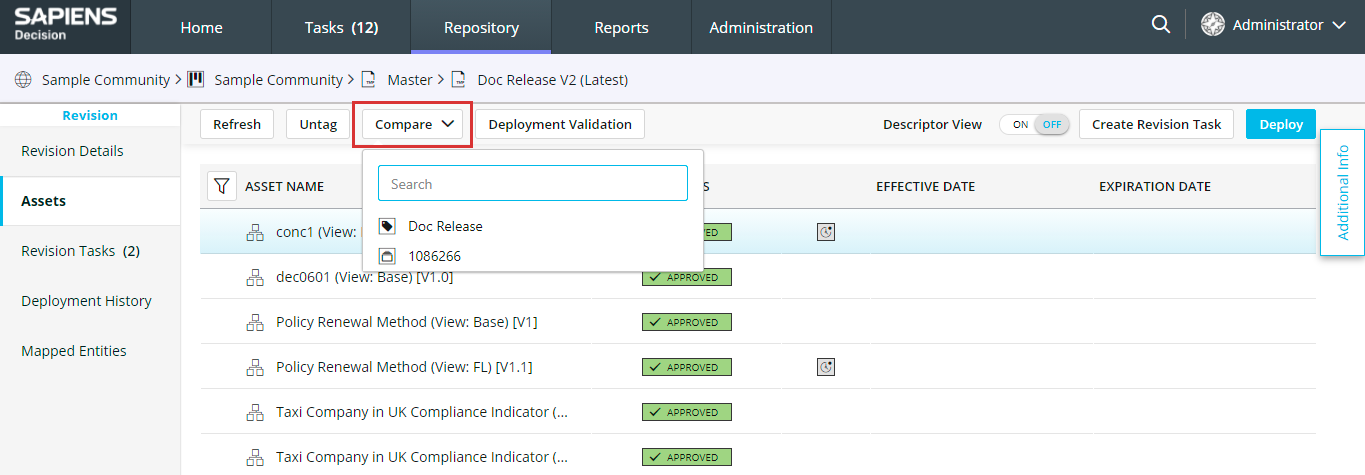 SAPIENS
Decision
Home
Tasks (12)
Repository
Reports
Administration
Administrator
Sample Community > Sample Community > Master > Doc Release V2 (Latest)
Revision
Revision Details
Assets
Revision Tasks (2)
Deployment History
Mapped Entities
Refresh
Untag
Compare
Deployment Validation
Descriptor View
ON
OFF
Create Revision Task
Deploy
Search
Doc Release
1086266
ASSET NAME
S
EFFECTIVE DATE
EXPIRATION DATE
conc1 (View:
OVED
dec0601 (View: Base) [V1.0]
APPROVED
Policy Renewal Method (View: Base) [V1]
APPROVED
Policy Renewal Method (View: FL) [V1.1]
APPROVED
Taxi Company in UK Compliance Indicator (...
APPROVED
Taxi Company in UK Compliance Indicator (...
APPROVED
Additional Info